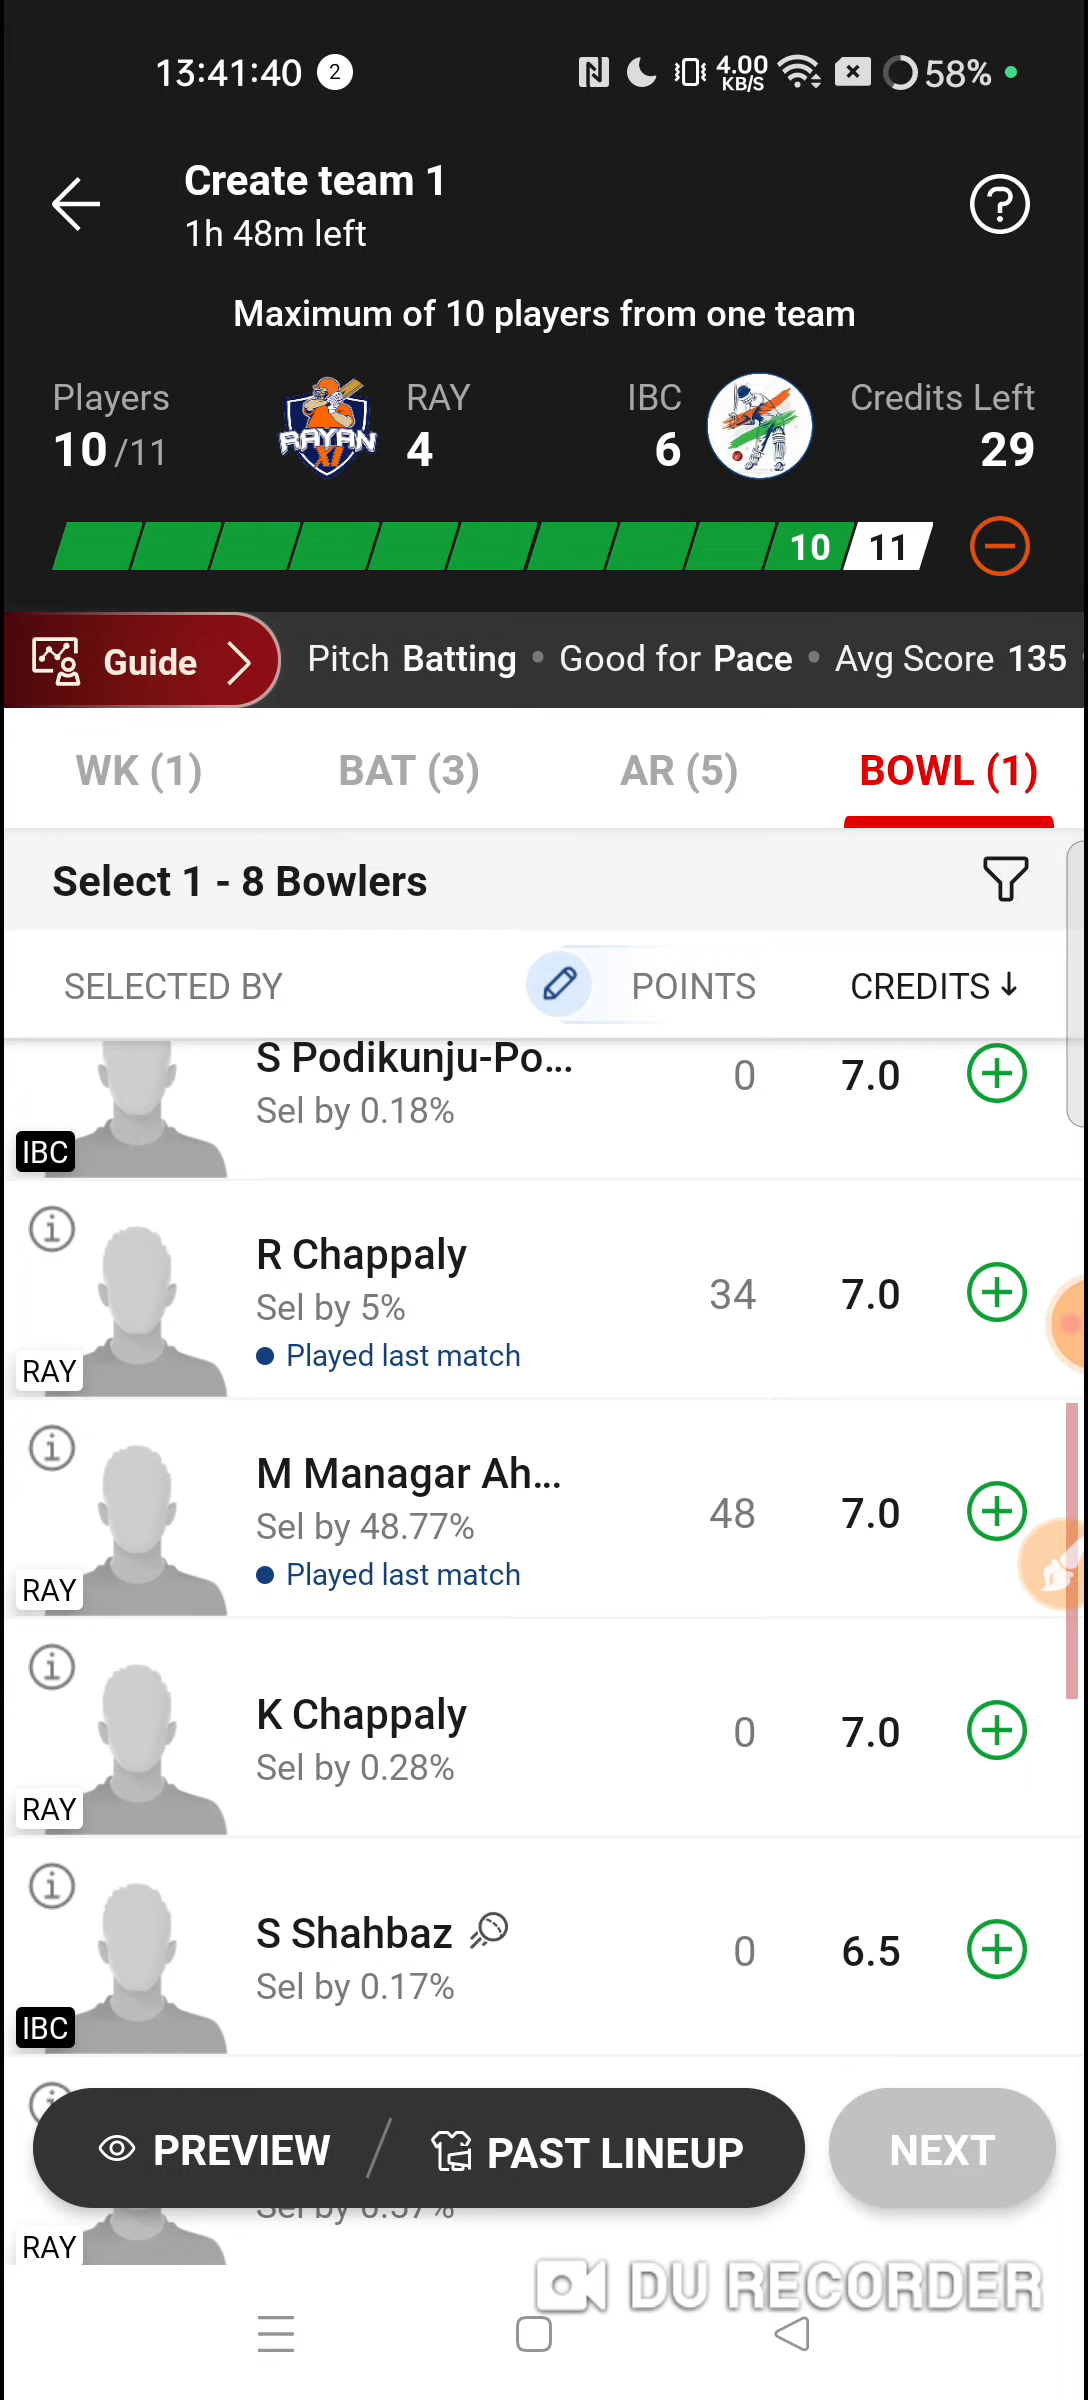 13:41:40 2 4.00 KB/S 58%
Create team 1
1h 48m left
Maximum of 10 players from one team
Players RAY IBC Credits Left
10/11 RAYAN XI 4 6 29
10 11
Guide Pitch Batting • Good for Pace • Avg Score 135
WK (1) BAT (3) AR (5) BOWL (1)
Select 1 - 8 Bowlers
SELECTED BY POINTS CREDITS ↓
S Podikunju-Po... 0 7.0
Sel by 0.18%
IBC
R Chappaly 34 7.0
Sel by 5%
Played last match
RAY
M Managar Ah... 48 7.0
Sel by 48.77%
Played last match
RAY
K Chappaly 0 7.0
Sel by 0.28%
RAY
S Shahbaz 0 6.5
Sel by 0.17%
IBC
PREVIEW / PAST LINEUP NEXT
Sel by
RAY
DU RECORDER